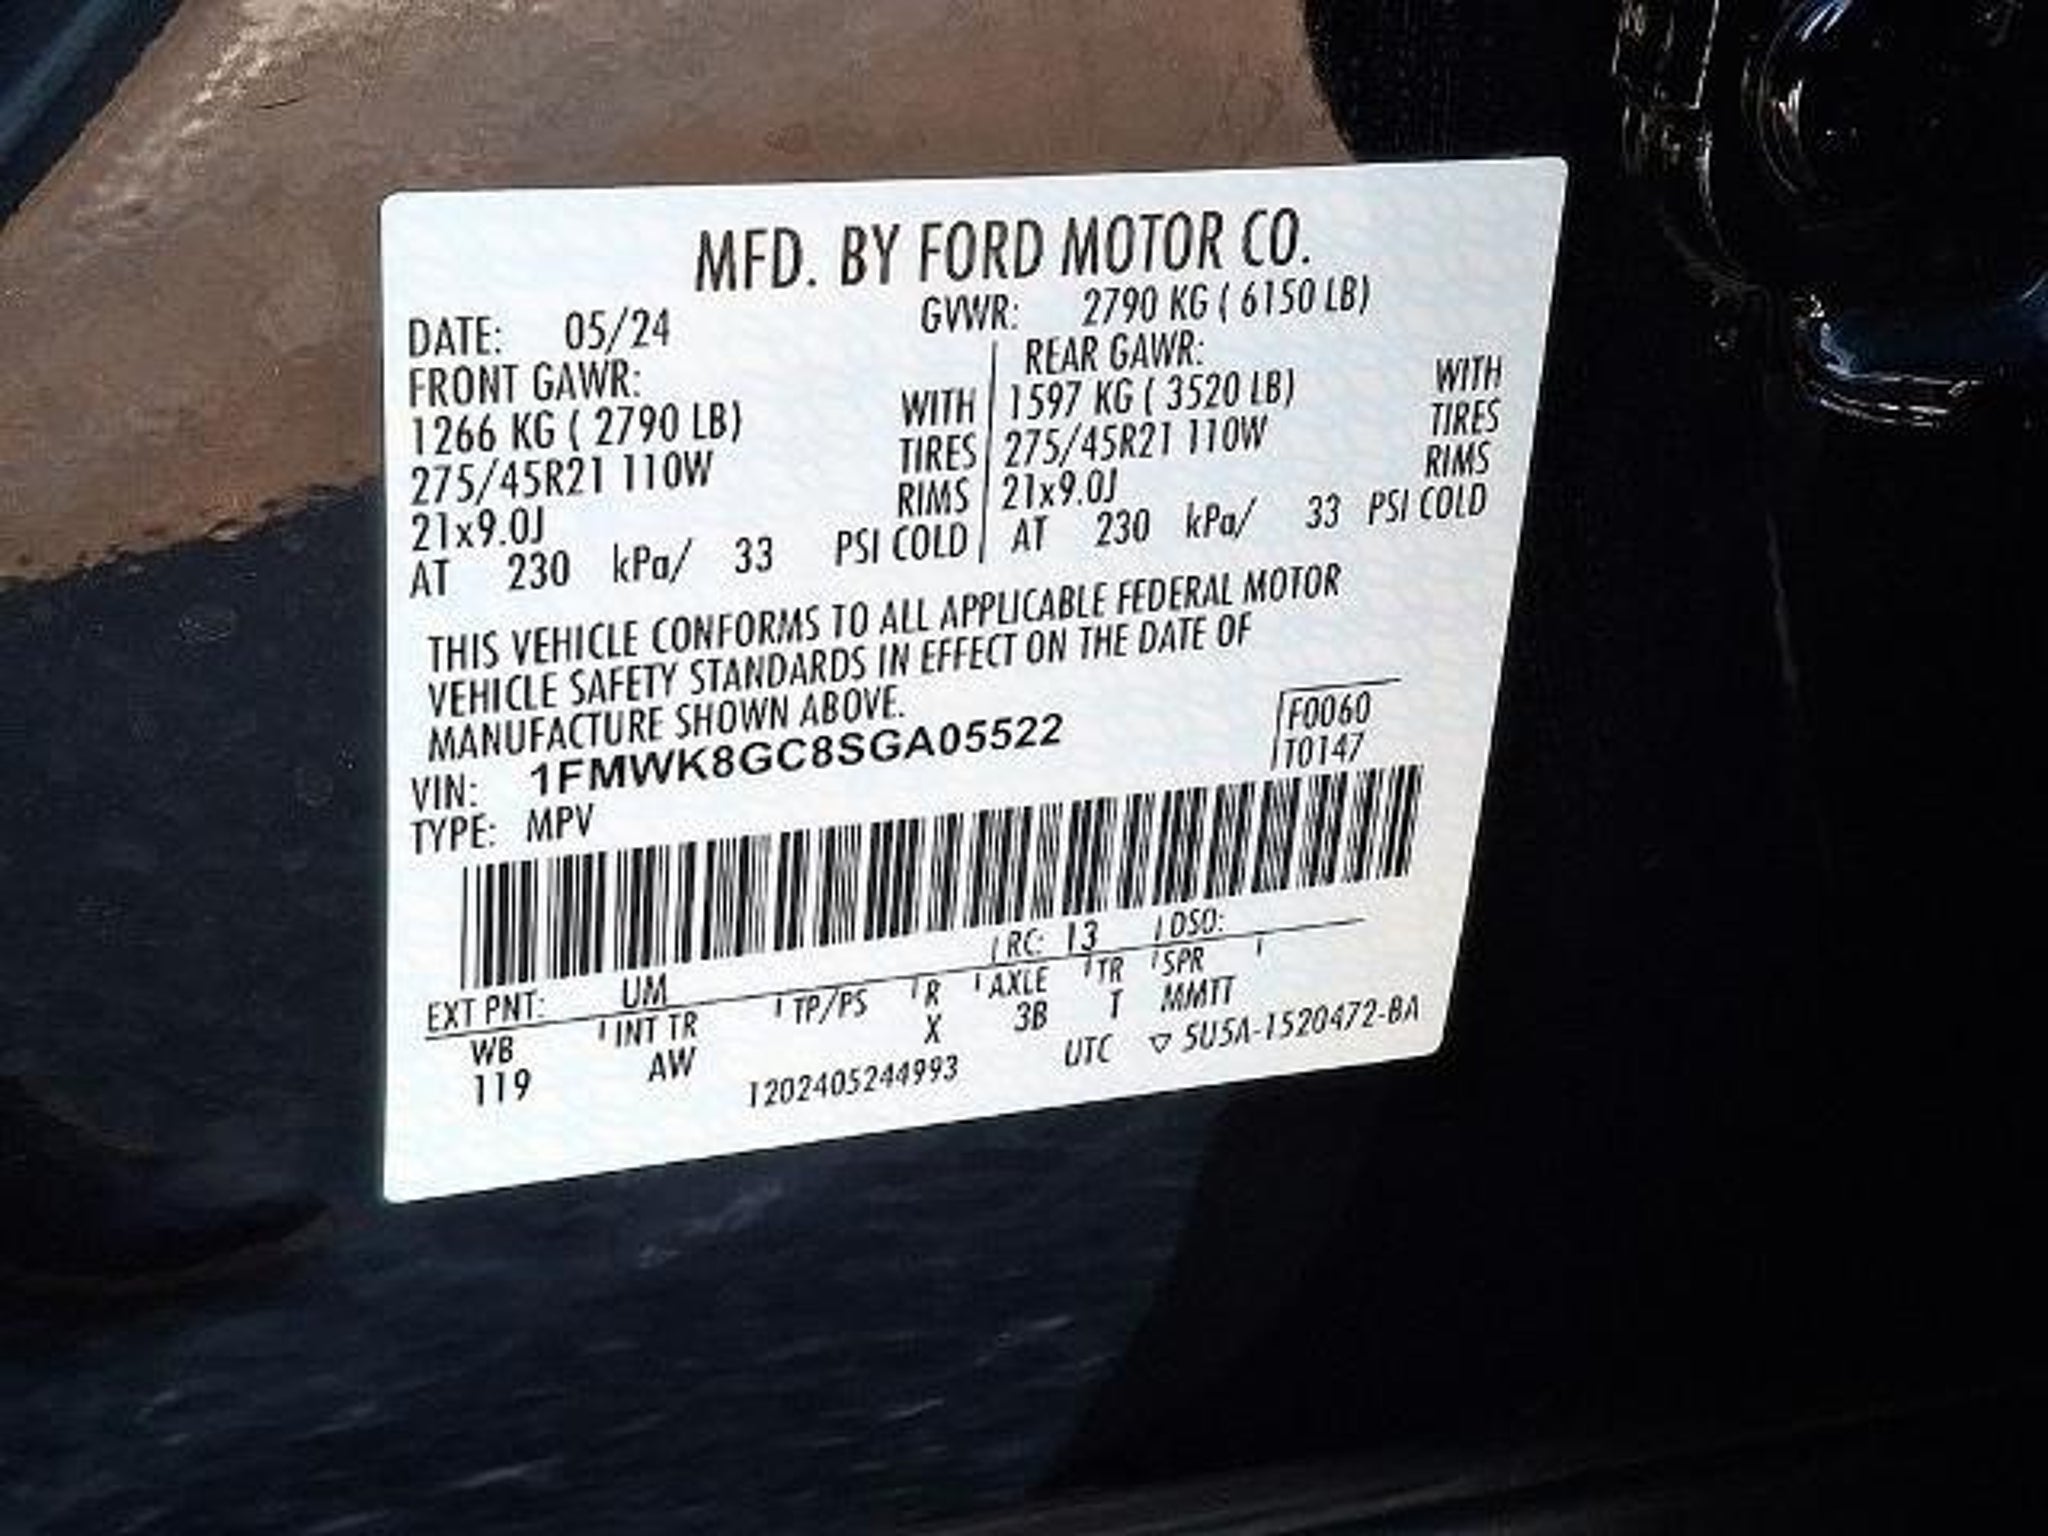 MFD. BY FORD MOTOR CO.
DATE: 05/24 GVWR: 2790 KG ( 6150 LB)
FRONT GAWR: REAR GAWR:
1266 KG ( 2790 LB) WITH 1597 KG ( 3520 LB) WITH
275/45R21 110W TIRES 275/45R21 110W TIRES
21x9.0J RIMS 21x9.0J RIMS
AT 230 kPa/ 33 PSI COLD AT 230 kPa/ 33 PSI COLD
THIS VEHICLE CONFORMS TO ALL APPLICABLE FEDERAL MOTOR
VEHICLE SAFETY STANDARDS IN EFFECT ON THE DATE OF
MANUFACTURE SHOWN ABOVE.
F0060
VIN: 1FMWK8GC8SGA05522 T0147
TYPE: MPV
EXT PNT: UM RC: 13 DSO:
WB INT TR TP/PS R AXLE TR SPR
119 AW X 3B T MMTT
1202405244993 UTC ▽ 5U5A-1520472-BA